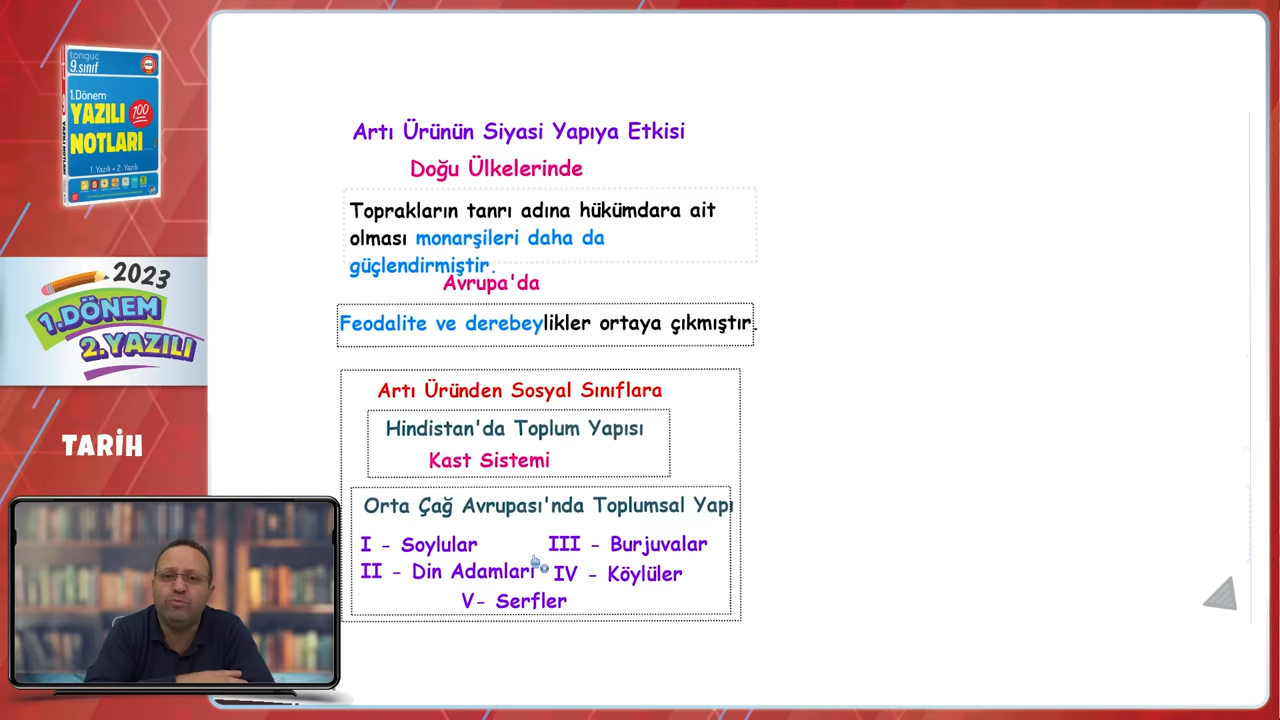 tonguç
9.sınıf
1.Dönem
YAZILI
100
NOTLARI
1.Yazılı + 2.Yazılı
YAZILI NOTLARI
2023
1.DÖNEM
2.YAZILI
TARİH
Artı Ürünün Siyasi Yapıya Etkisi
Doğu Ülkelerinde
Toprakların tanrı adına hükümdara ait
olması monarşileri daha da
güçlendirmiştir.
Avrupa'da
Feodalite ve derebeylikler ortaya çıkmıştır.
Artı Üründen Sosyal Sınıflara
Hindistan'da Toplum Yapısı
Kast Sistemi
Orta Çağ Avrupası'nda Toplumsal Yapı
I - Soylular
III - Burjuvalar
II - Din Adamları
IV - Köylüler
V- Serfler